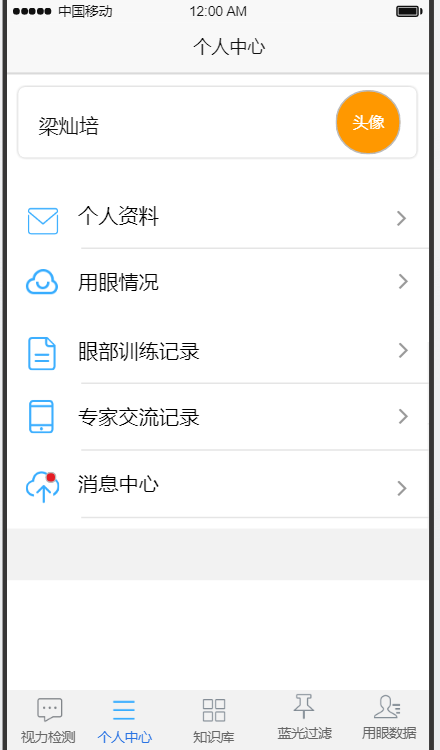 中国移动 12:00 AM
个人中心
梁灿培 头像
个人资料
用眼情况
眼部训练记录
专家交流记录
消息中心
视力检测 个人中心 知识库 蓝光过滤 用眼数据